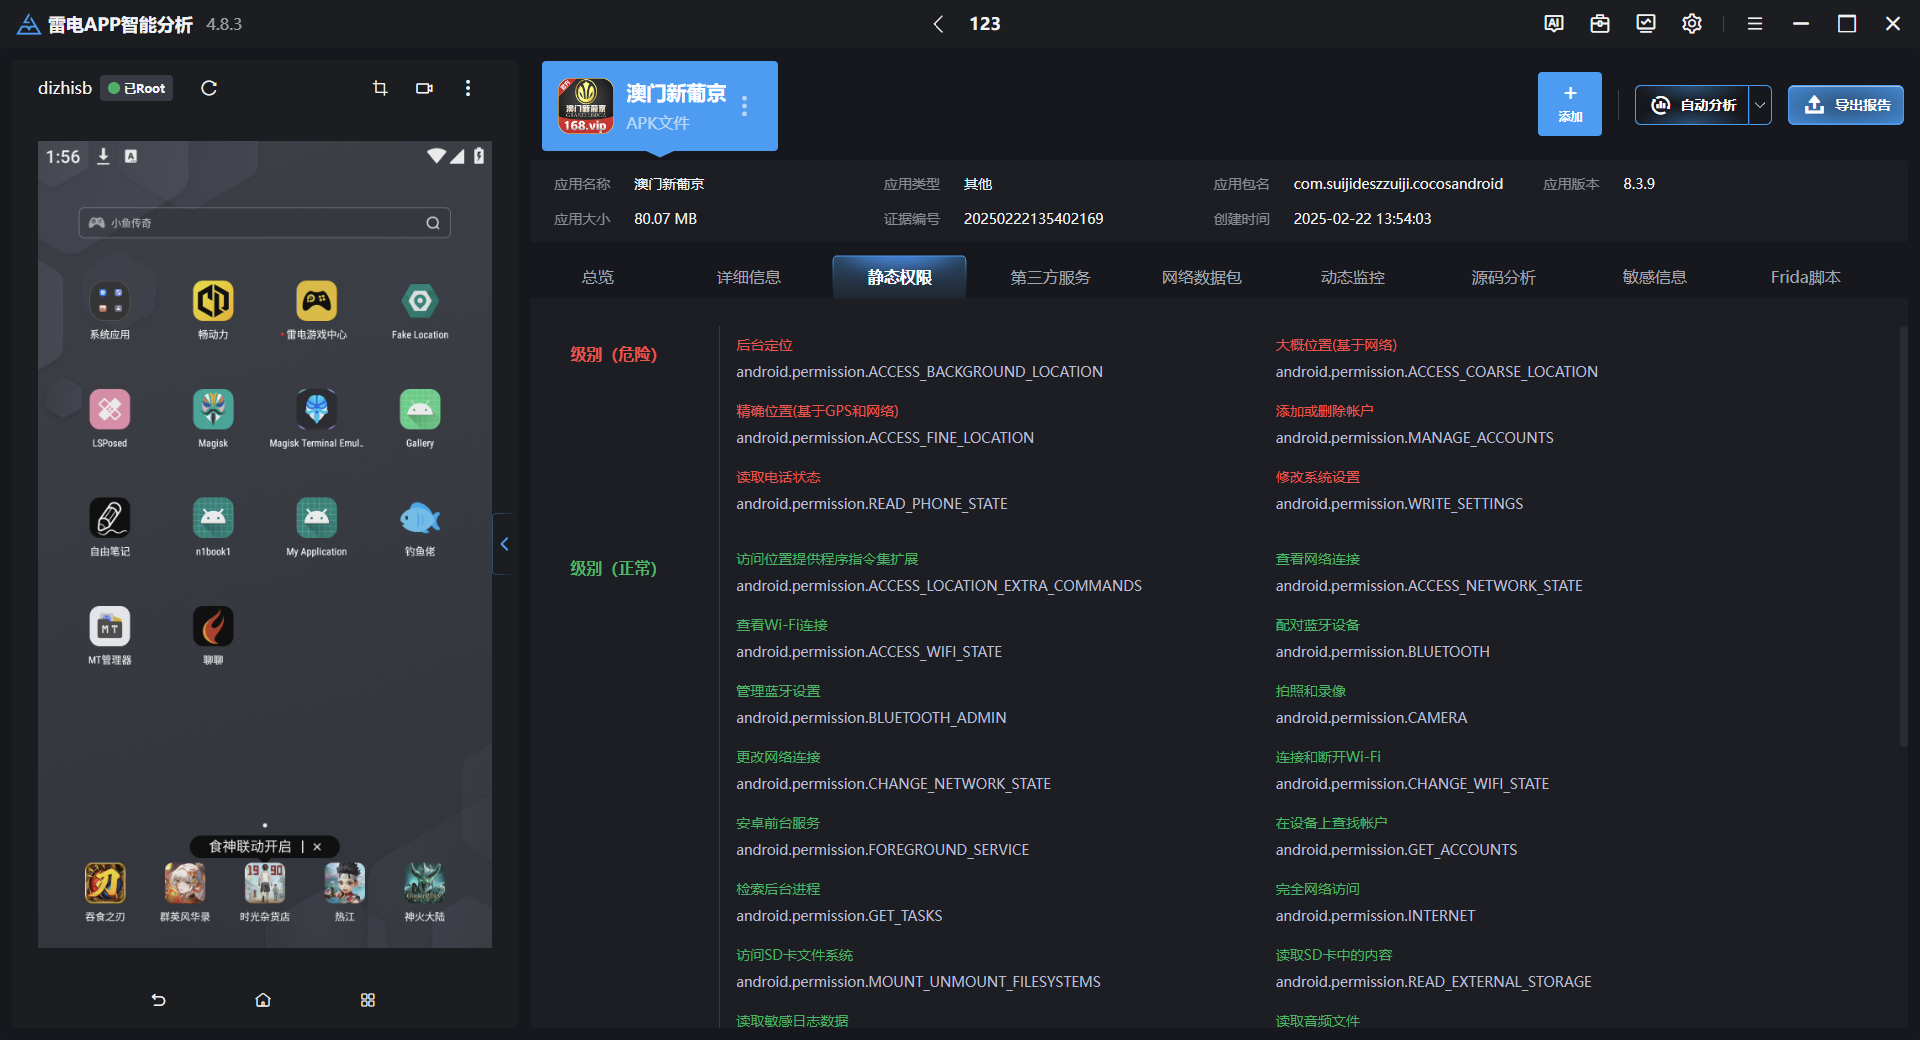 雷电APP智能分析 4.8.3
123
dizhisb 已Root
1:56
小鱼传奇
系统应用 畅动力 雷电游戏中心 Fake Location
LSPosed Magisk Magisk Terminal Emul.. Gallery
自由笔记 n1book1 My Application 钓鱼佬
MT
MT管理器 聊聊
食神联动开启 | ×
吞食之刃 群英风华录 时光杂货店 热江 神火大陆
澳门新葡京
168.vip
澳门新葡京
APK文件
添加
自动分析
导出报告
应用名称 澳门新葡京 应用类型 其他 应用包名 com.suijideszzuiji.cocosandroid 应用版本 8.3.9
应用大小 80.07 MB 证据编号 20250222135402169 创建时间 2025-02-22 13:54:03
总览 详细信息 静态权限 第三方服务 网络数据包 动态监控 源码分析 敏感信息 Frida脚本
级别（危险）
后台定位 大概位置(基于网络)
android.permission.ACCESS_BACKGROUND_LOCATION android.permission.ACCESS_COARSE_LOCATION
精确位置(基于GPS和网络) 添加或删除帐户
android.permission.ACCESS_FINE_LOCATION android.permission.MANAGE_ACCOUNTS
读取电话状态 修改系统设置
android.permission.READ_PHONE_STATE android.permission.WRITE_SETTINGS
级别（正常）
访问位置提供程序指令集扩展 查看网络连接
android.permission.ACCESS_LOCATION_EXTRA_COMMANDS android.permission.ACCESS_NETWORK_STATE
查看Wi-Fi连接 配对蓝牙设备
android.permission.ACCESS_WIFI_STATE android.permission.BLUETOOTH
管理蓝牙设置 拍照和录像
android.permission.BLUETOOTH_ADMIN android.permission.CAMERA
更改网络连接 连接和断开Wi-Fi
android.permission.CHANGE_NETWORK_STATE android.permission.CHANGE_WIFI_STATE
安卓前台服务 在设备上查找帐户
android.permission.FOREGROUND_SERVICE android.permission.GET_ACCOUNTS
检索后台进程 完全网络访问
android.permission.GET_TASKS android.permission.INTERNET
访问SD卡文件系统 读取SD卡中的内容
android.permission.MOUNT_UNMOUNT_FILESYSTEMS android.permission.READ_EXTERNAL_STORAGE
读取敏感日志数据 读取音频文件